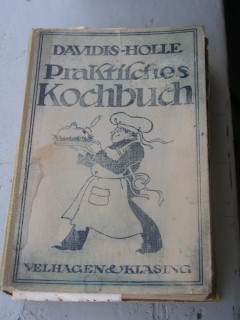 DAVIDIS-HOLLE
Praktisches
Kochbuch
VELHAGEN & KLASING